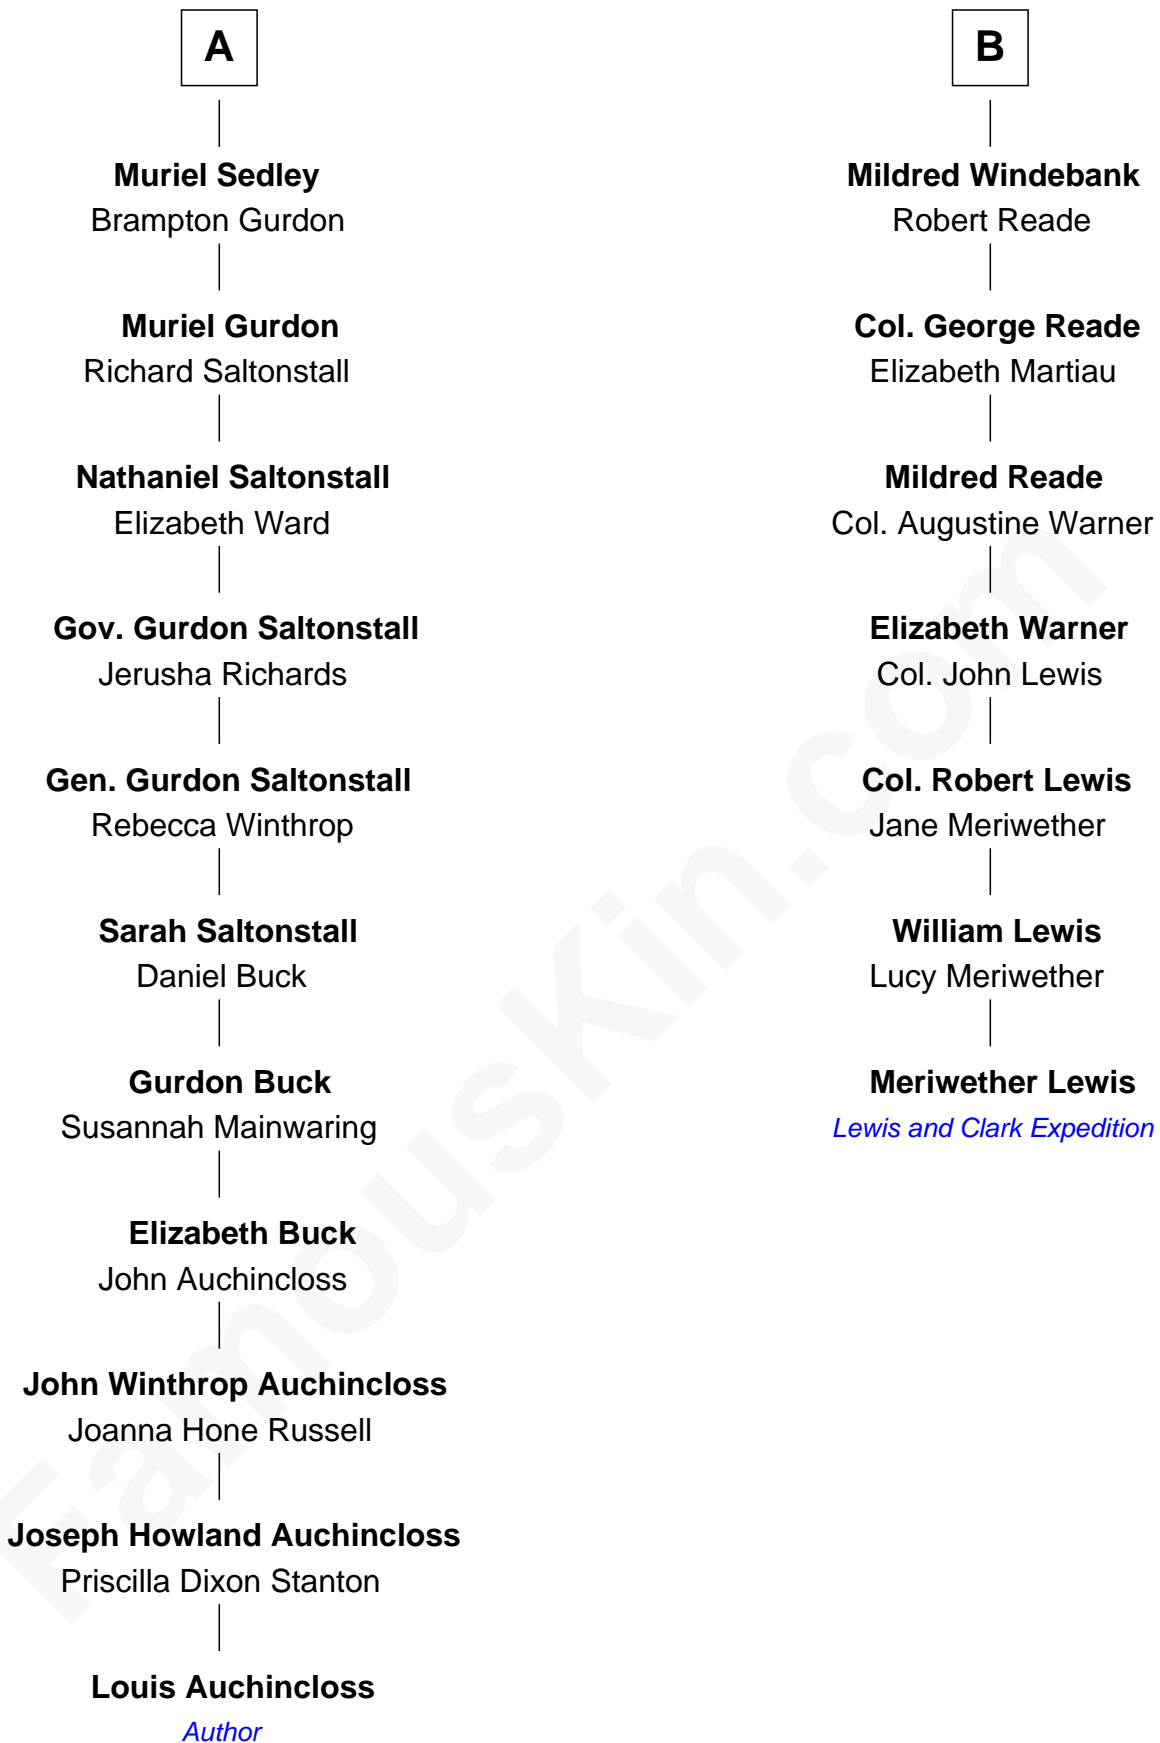 A
Muriel Sedley
Brampton Gurdon
Muriel Gurdon
Richard Saltonstall
Nathaniel Saltonstall
Elizabeth Ward
Gov. Gurdon Saltonstall
Jerusha Richards
Gen. Gurdon Saltonstall
Rebecca Winthrop
Sarah Saltonstall
Daniel Buck
Gurdon Buck
Susannah Mainwaring
Elizabeth Buck
John Auchincloss
John Winthrop Auchincloss
Joanna Hone Russell
Joseph Howland Auchincloss
Priscilla Dixon Stanton
Louis Auchincloss
Author
B
Mildred Windebank
Robert Reade
Col. George Reade
Elizabeth Martiau
Mildred Reade
Col. Augustine Warner
Elizabeth Warner
Col. John Lewis
Col. Robert Lewis
Jane Meriwether
William Lewis
Lucy Meriwether
Meriwether Lewis
Lewis and Clark Expedition
FamousKin.com